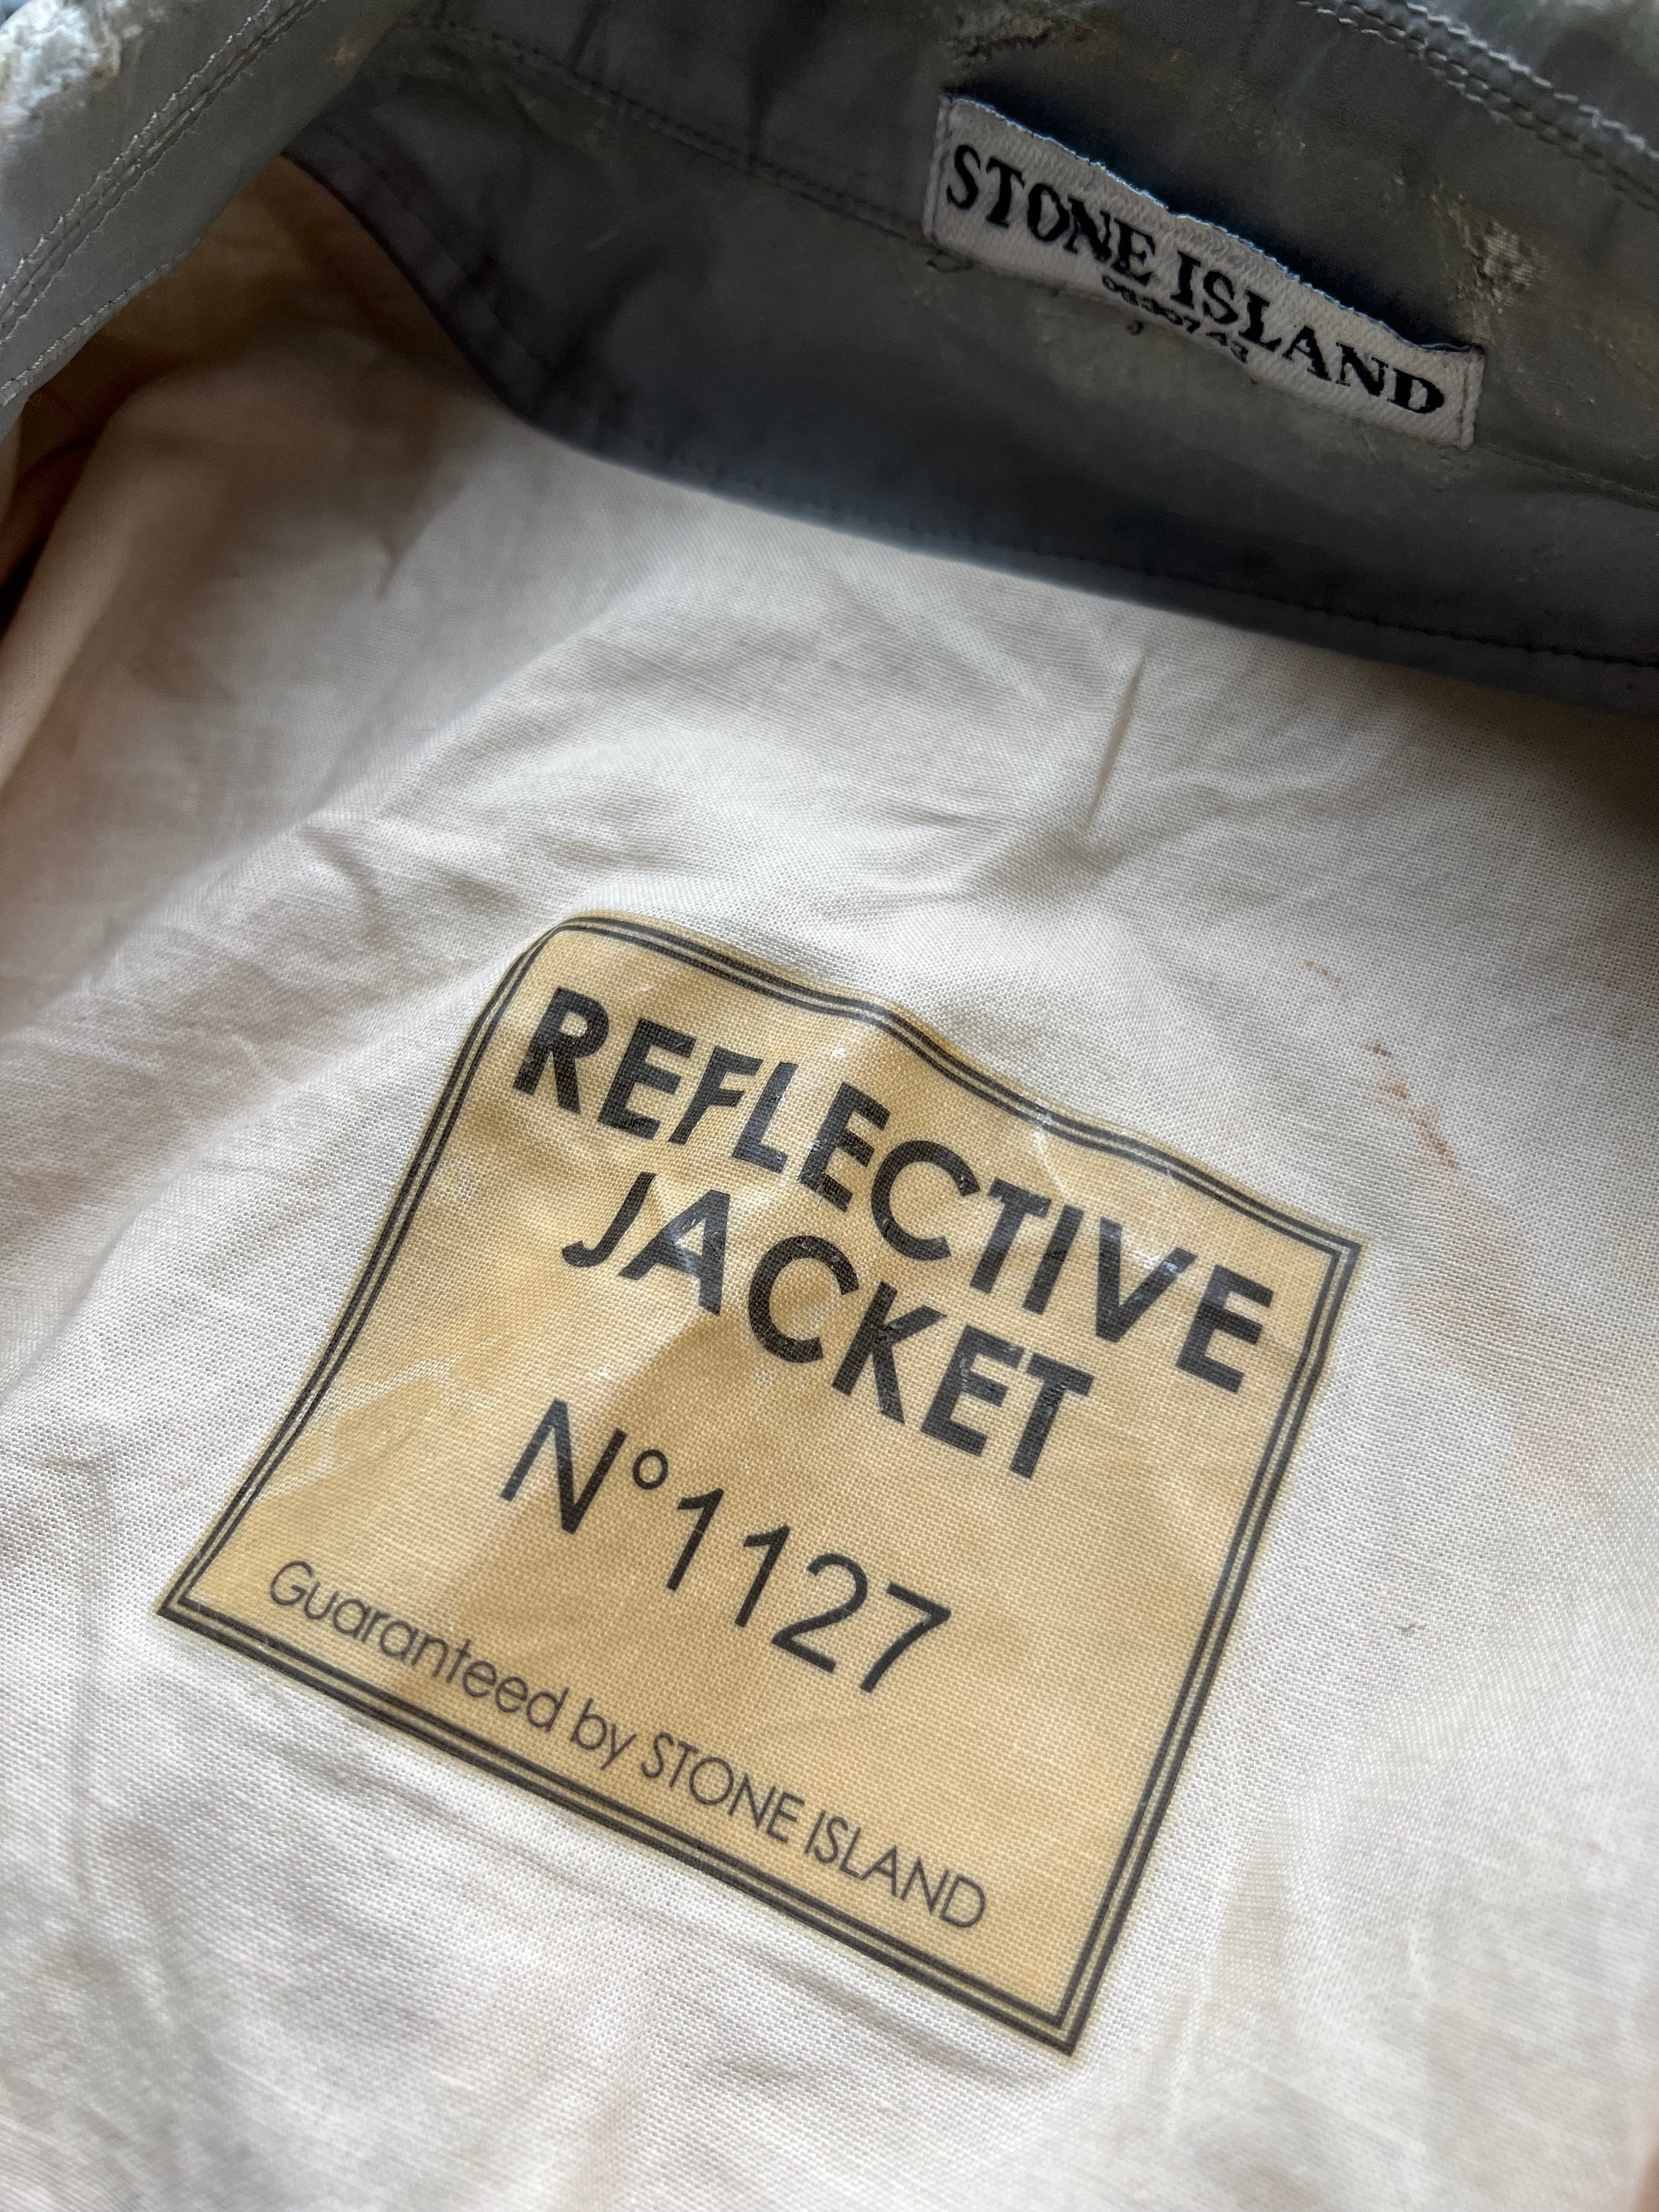 STONE ISLAND
REFLECTIVE
JACKET
N°1127
Guaranteed by STONE ISLAND